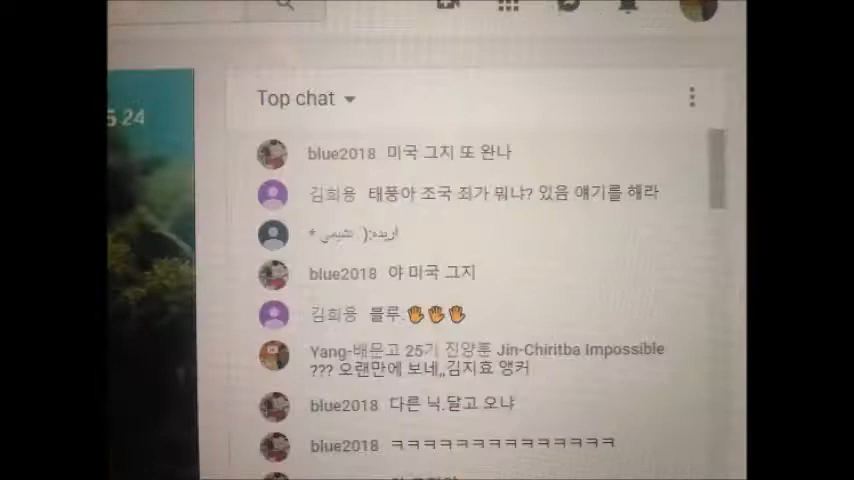 5 24
Top chat
blue2018 미국 그지 또 완나
김희용 태풍아 조국 죄가 뭐냐? 있음 얘기를 해라
blue2018 야 미국 그지
김희용 블루.🖐🖐🖐
Yang-배문고 25기 진양훈 Jin-Chiritba Impossible
??? 오랜만에 보네,,김지효 앵커
blue2018 다른 닉.달고 오냐
blue2018 ㅋㅋㅋㅋㅋㅋㅋㅋㅋㅋㅋㅋㅋㅋ